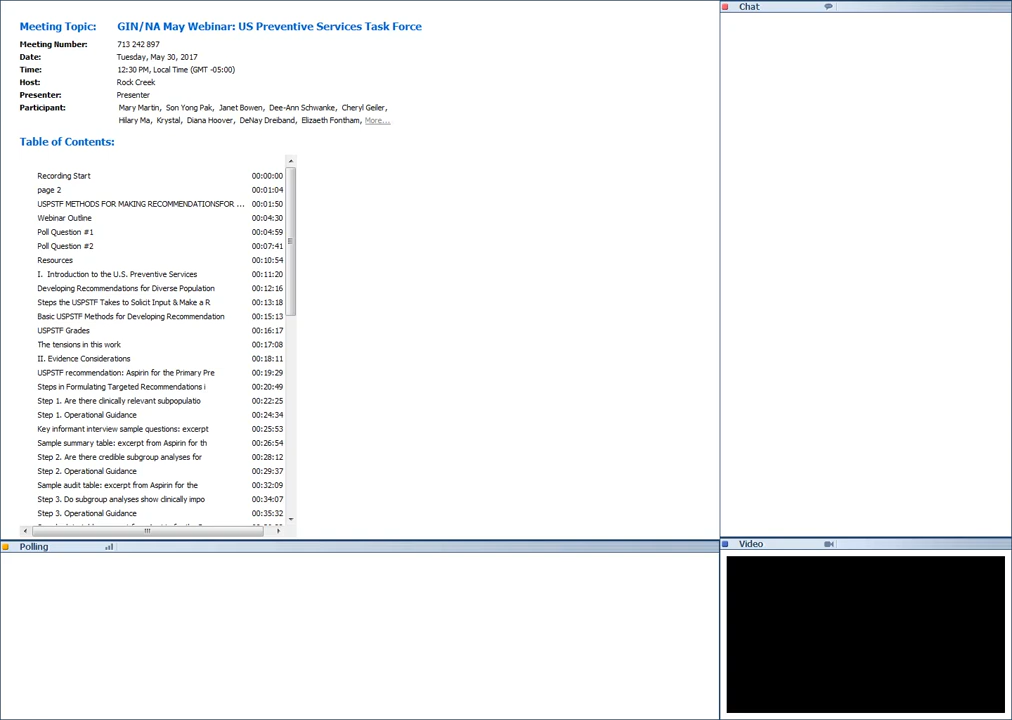 Meeting Topic: GIN/NA May Webinar: US Preventive Services Task Force
Meeting Number: 713 242 897
Date: Tuesday, May 30, 2017
Time: 12:30 PM, Local Time (GMT -05:00)
Host: Rock Creek
Presenter: Presenter
Participant: Mary Martin, Son Yong Pak, Janet Bowen, Dee-Ann Schwanke, Cheryl Geiler,
Hilary Ma, Krystal, Diana Hoover, DeNay Dreiband, Elizaeth Fontham, More...
Table of Contents:
Recording Start 00:00:00
page 2 00:01:04
USPSTF METHODS FOR MAKING RECOMMENDATIONSFOR ... 00:01:50
Webinar Outline 00:04:30
Poll Question #1 00:04:59
Poll Question #2 00:07:41
Resources 00:10:54
I. Introduction to the U.S. Preventive Services 00:11:20
Developing Recommendations for Diverse Population 00:12:16
Steps the USPSTF Takes to Solicit Input & Make a R 00:13:18
Basic USPSTF Methods for Developing Recommendation 00:15:13
USPSTF Grades 00:16:17
The tensions in this work 00:17:08
II. Evidence Considerations 00:18:11
USPSTF recommendation: Aspirin for the Primary Pre 00:19:29
Steps in Formulating Targeted Recommendations i 00:20:49
Step 1. Are there clinically relevant subpopulatio 00:22:25
Step 1. Operational Guidance 00:24:34
Key informant interview sample questions: excerpt 00:25:53
Sample summary table: excerpt from Aspirin for th 00:26:54
Step 2. Are there credible subgroup analyses for 00:28:12
Step 2. Operational Guidance 00:29:37
Sample audit table: excerpt from Aspirin for the 00:32:09
Step 3. Do subgroup analyses show clinically impo 00:34:07
Step 3. Operational Guidance 00:35:32
Polling
Chat
Video